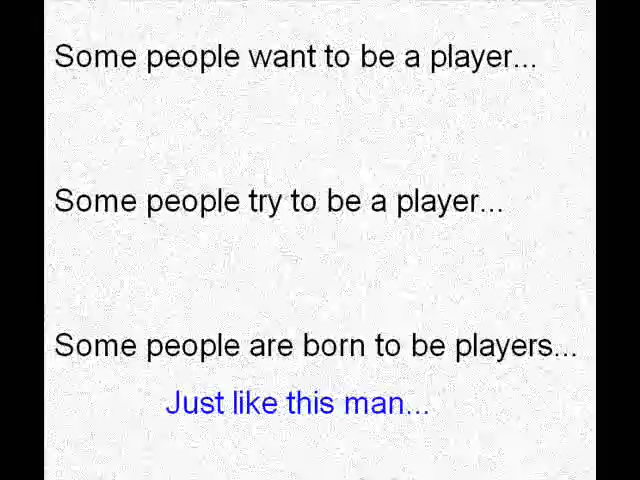 Some people want to be a player...
Some people try to be a player...
Some people are born to be players...
Just like this man...